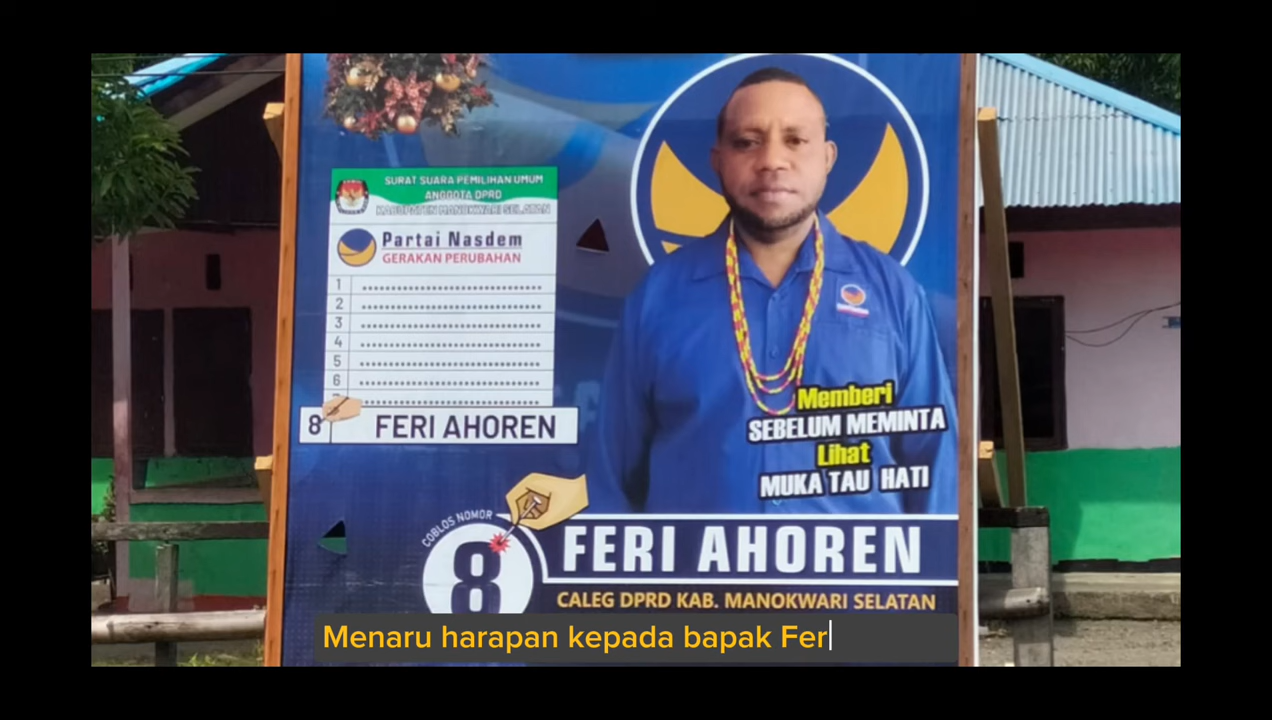 SURAT SUARA PEMILIHAN UMUM
ANGGOTA DPRD
KABUPATEN MANOKWARI SELATAN
Partai Nasdem
GERAKAN PERUBAHAN
1
2
3
4
5
6
8 FERI AHOREN
Memberi
SEBELUM MEMINTA
Lihat
MUKA TAU HATI
COBLOS NOMOR
8
FERI AHOREN
CALEG DPRD KAB. MANOKWARI SELATAN
Menaru harapan kepada bapak Fer